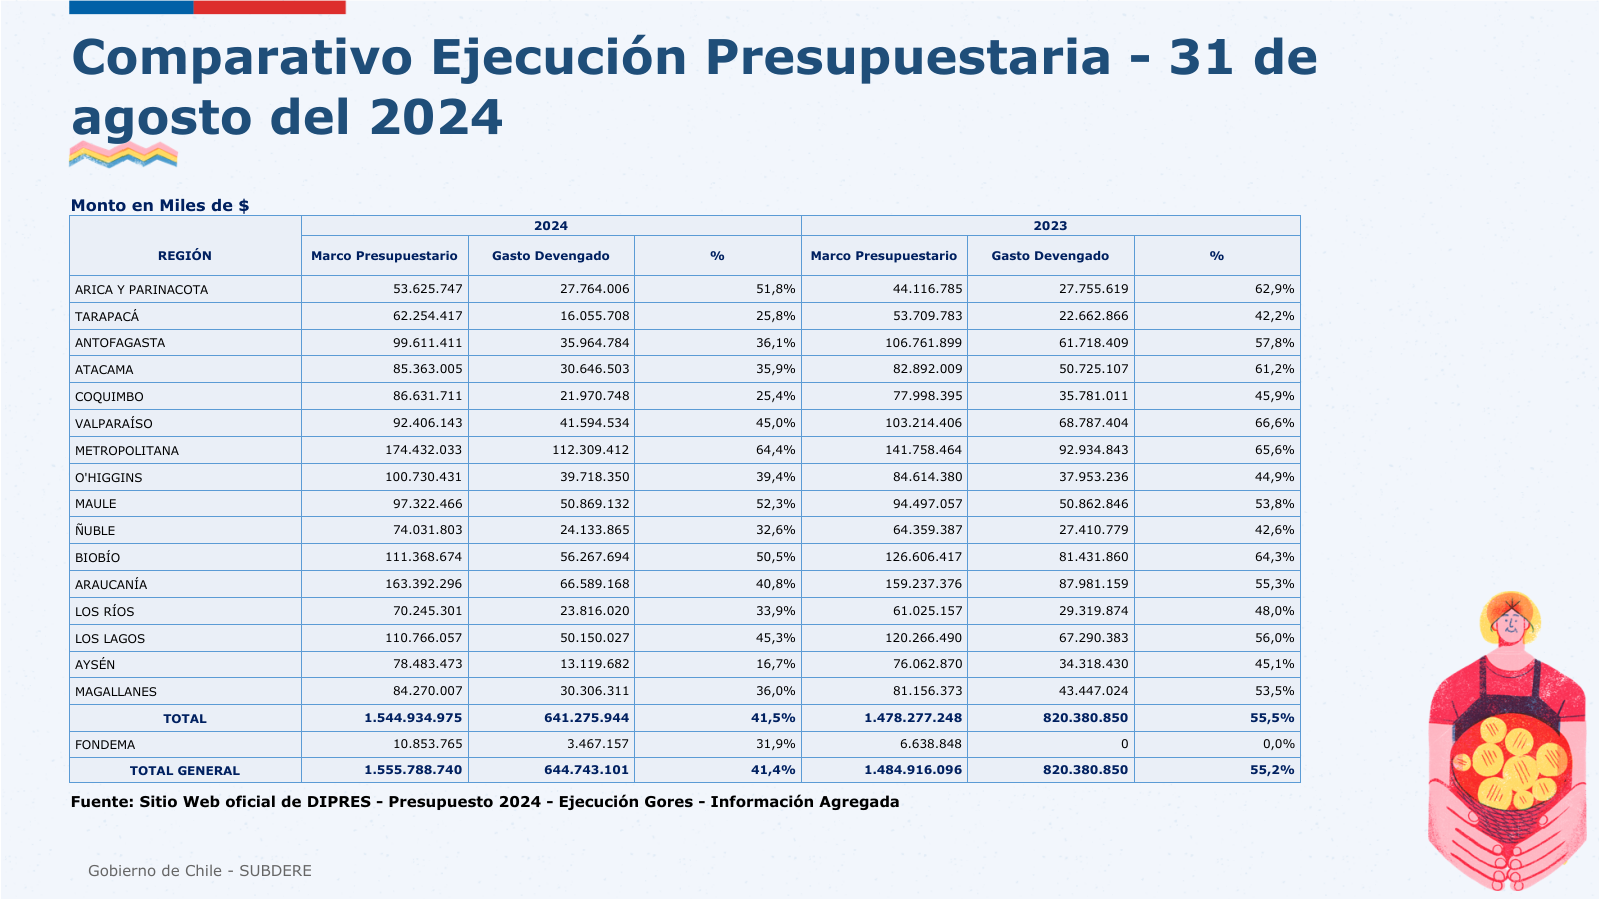 Comparativo Ejecución Presupuestaria - 31 de
agosto del 2024
Monto en Miles de $
REGIÓN 2024 2023
Marco Presupuestario Gasto Devengado % Marco Presupuestario Gasto Devengado %
ARICA Y PARINACOTA 53.625.747 27.764.006 51,8% 44.116.785 27.755.619 62,9%
TARAPACÁ 62.254.417 16.055.708 25,8% 53.709.783 22.662.866 42,2%
ANTOFAGASTA 99.611.411 35.964.784 36,1% 106.761.899 61.718.409 57,8%
ATACAMA 85.363.005 30.646.503 35,9% 82.892.009 50.725.107 61,2%
COQUIMBO 86.631.711 21.970.748 25,4% 77.998.395 35.781.011 45,9%
VALPARAÍSO 92.406.143 41.594.534 45,0% 103.214.406 68.787.404 66,6%
METROPOLITANA 174.432.033 112.309.412 64,4% 141.758.464 92.934.843 65,6%
O'HIGGINS 100.730.431 39.718.350 39,4% 84.614.380 37.953.236 44,9%
MAULE 97.322.466 50.869.132 52,3% 94.497.057 50.862.846 53,8%
ÑUBLE 74.031.803 24.133.865 32,6% 64.359.387 27.410.779 42,6%
BIOBÍO 111.368.674 56.267.694 50,5% 126.606.417 81.431.860 64,3%
ARAUCANÍA 163.392.296 66.589.168 40,8% 159.237.376 87.981.159 55,3%
LOS RÍOS 70.245.301 23.816.020 33,9% 61.025.157 29.319.874 48,0%
LOS LAGOS 110.766.057 50.150.027 45,3% 120.266.490 67.290.383 56,0%
AYSÉN 78.483.473 13.119.682 16,7% 76.062.870 34.318.430 45,1%
MAGALLANES 84.270.007 30.306.311 36,0% 81.156.373 43.447.024 53,5%
TOTAL 1.544.934.975 641.275.944 41,5% 1.478.277.248 820.380.850 55,5%
FONDEMA 10.853.765 3.467.157 31,9% 6.638.848 0 0,0%
TOTAL GENERAL 1.555.788.740 644.743.101 41,4% 1.484.916.096 820.380.850 55,2%
Fuente: Sitio Web oficial de DIPRES - Presupuesto 2024 - Ejecución Gores - Información Agregada
Gobierno de Chile - SUBDERE